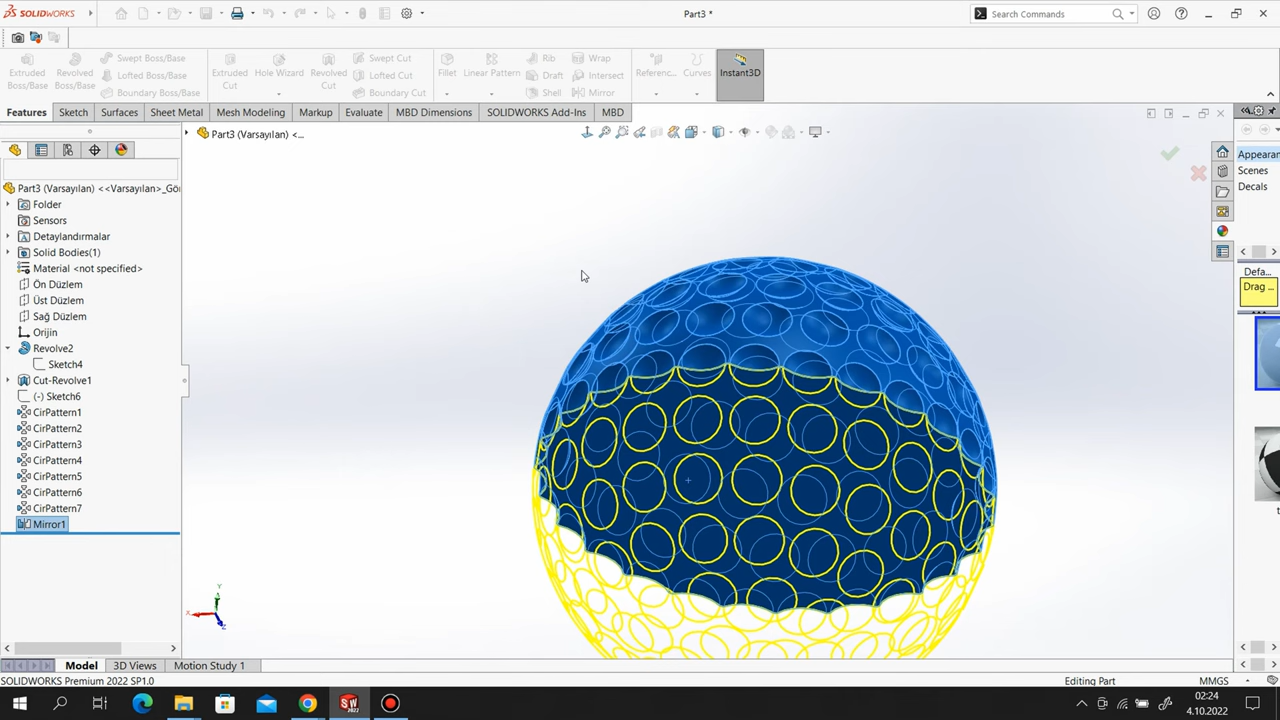 SOLIDWORKS
Part3 *
Search Commands
Extruded Boss/Base
Revolved Boss/Base
Swept Boss/Base
Lofted Boss/Base
Boundary Boss/Base
Extruded Cut
Hole Wizard
Revolved Cut
Swept Cut
Lofted Cut
Boundary Cut
Fillet
Linear Pattern
Rib
Draft
Shell
Wrap
Intersect
Mirror
Referenc...
Curves
Instant3D
Features
Sketch
Surfaces
Sheet Metal
Mesh Modeling
Markup
Evaluate
MBD Dimensions
SOLIDWORKS Add-Ins
MBD
Part3 (Varsayılan) <...
Part3 (Varsayılan) <<Varsayılan>_Gö
Folder
Sensors
Detaylandırmalar
Solid Bodies(1)
Material <not specified>
Ön Düzlem
Üst Düzlem
Sağ Düzlem
Orijin
Revolve2
Sketch4
Cut-Revolve1
(-) Sketch6
CirPattern1
CirPattern2
CirPattern3
CirPattern4
CirPattern5
CirPattern6
CirPattern7
Mirror1
Appearan
Scenes
Decals
Defa...
Drag ...
Y
X
Z
Model
3D Views
Motion Study 1
SOLIDWORKS Premium 2022 SP1.0
Editing Part
MMGS
02:24
4.10.2022